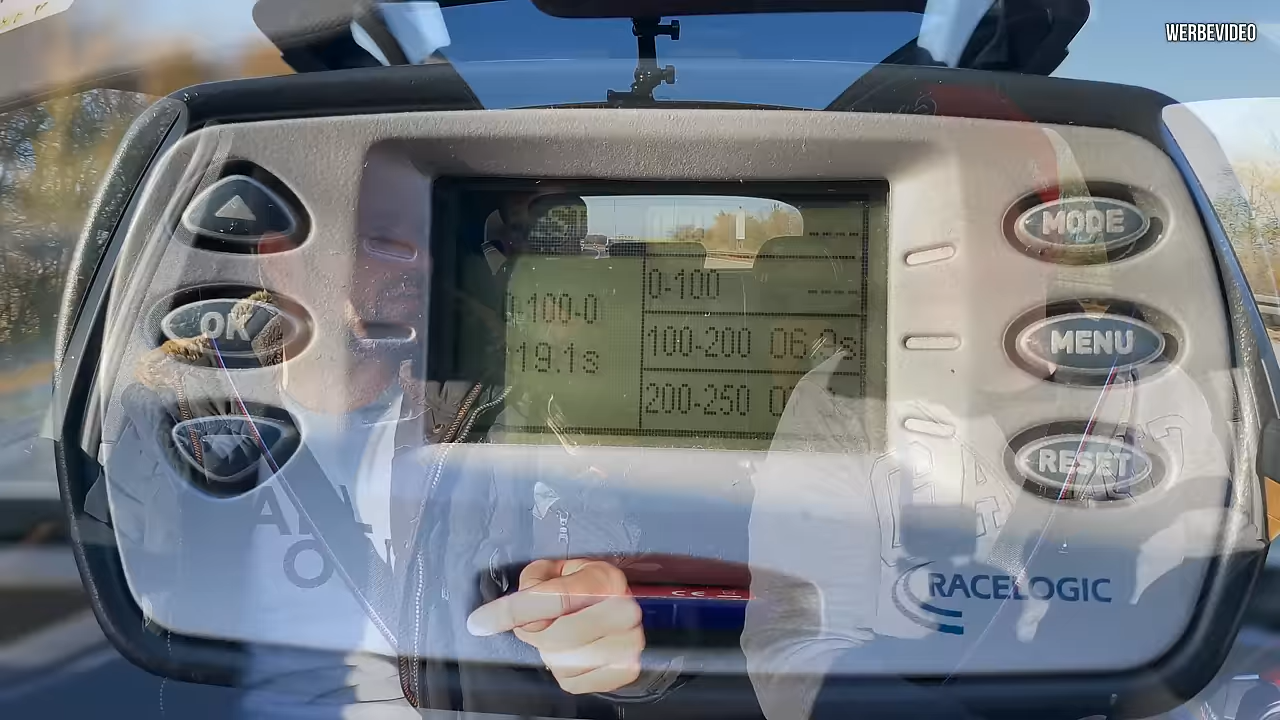 WERBEVIDEO
MODE
OK
MENU
RESET
0-100 ----
0-100-0
19.1s
100-200
200-250
RACELOGIC